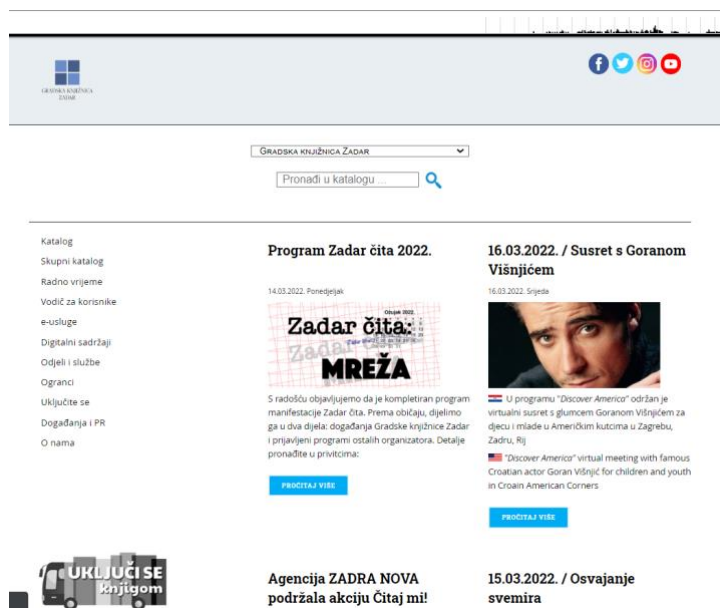 GRADSKA KNJIŽNICA
ZADAR
GRADSKA KNJIŽNICA ZADAR
Pronađi u katalogu ...
Katalog
Skupni katalog
Radno vrijeme
Vodič za korisnike
e-usluge
Digitalni sadržaji
Odjeli i službe
Ogranci
Uključite se
Događanja i PR
O nama
UKLJUČI SE
knjigom
Program Zadar čita 2022.
14.03.2022. Ponedjeljak
Ožujak 2022.
Zadar čita:
MREŽA
S radošću objavljujemo da je kompletiran program
manifestacije Zadar čita. Prema običaju, dijelimo
ga u dva dijela: događanja Gradske knjižnice Zadar
i prijavljeni programi ostalih organizatora. Detalje
pronađite u privitcima:
PROČITAJ VIŠE
16.03.2022. / Susret s Goranom
Višnjićem
16.03.2022. Srijeda
U programu "Discover America" održan je
virtualni susret s glumcem Goranom Višnjićem za
djecu i mlade u Američkim kutcima u Zagrebu,
Zadru, Rij
"Discover America" virtual meeting with famous
Croatian actor Goran Višnjić for children and youth
in Croain American Corners
PROČITAJ VIŠE
Agencija ZADRA NOVA
podržala akciju Čitaj mi!
15.03.2022. / Osvajanje
svemira